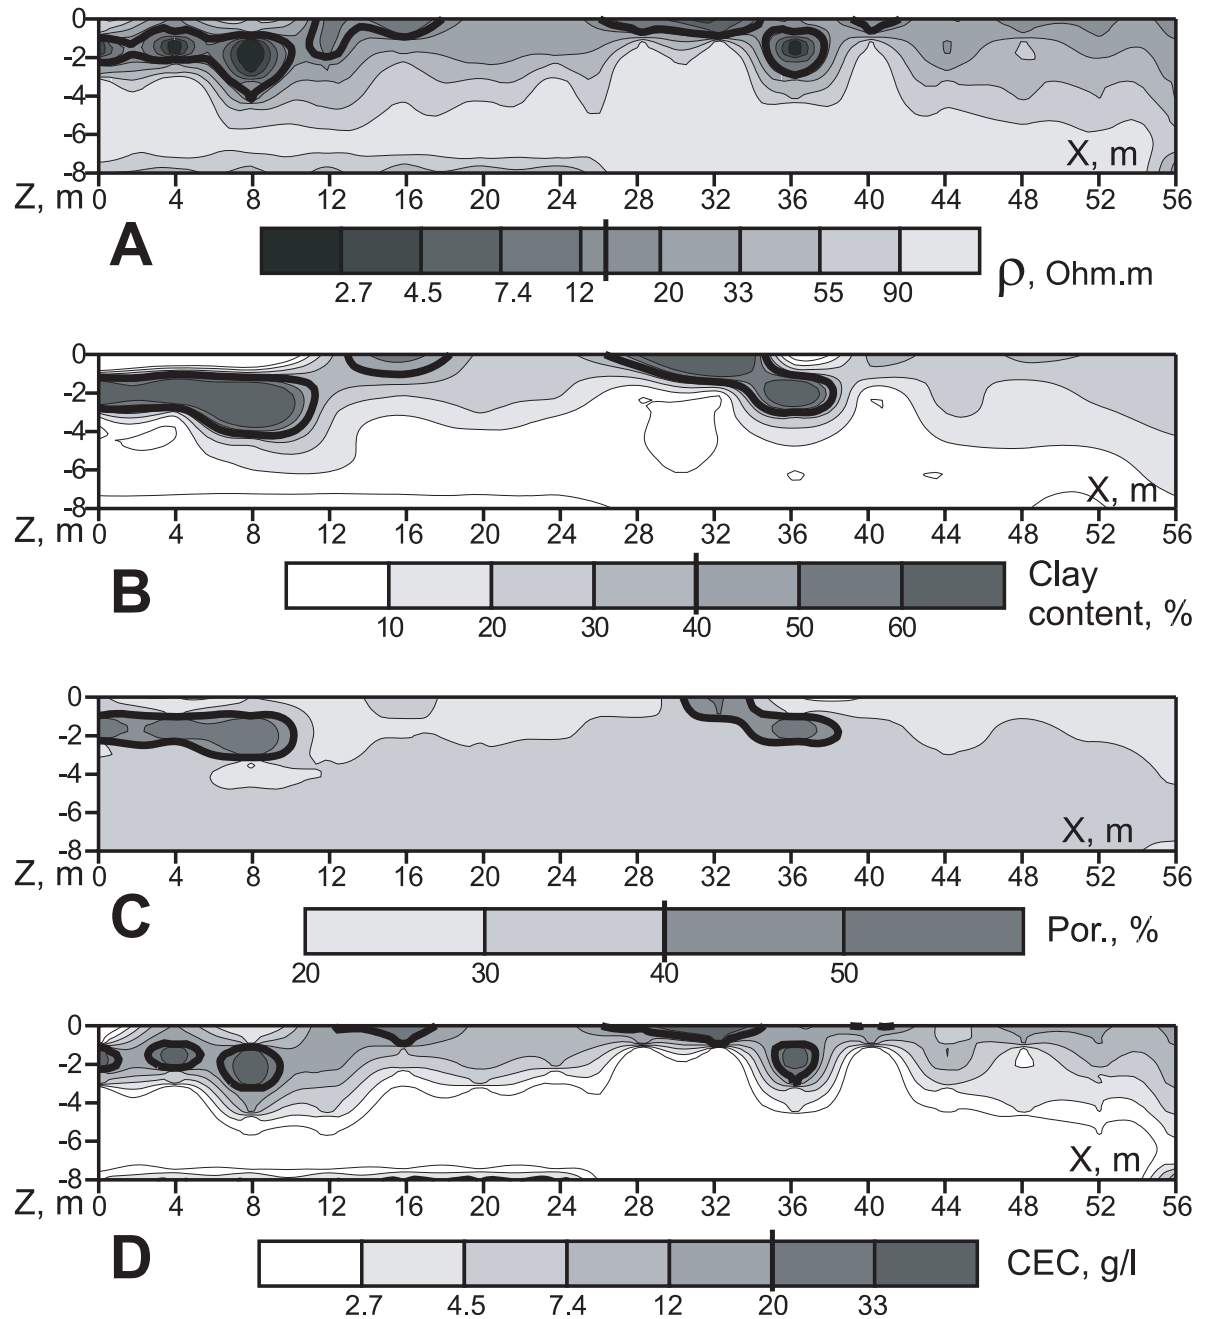 0
-2
-4
-6
-8
X, m
Z, m 0 4 8 12 16 20 24 28 32 36 40 44 48 52 56
A
2.7 4.5 7.4 12 20 33 55 90
ρ, Ohm.m
0
-2
-4
-6
-8
X, m
Z, m 0 4 8 12 16 20 24 28 32 36 40 44 48 52 56
B
10 20 30 40 50 60
Clay
content, %
0
-2
-4
-6
-8
X, m
Z, m 0 4 8 12 16 20 24 28 32 36 40 44 48 52 56
C
20 30 40 50
Por., %
0
-2
-4
-6
-8
X, m
Z, m 0 4 8 12 16 20 24 28 32 36 40 44 48 52 56
D
2.7 4.5 7.4 12 20 33
CEC, g/l